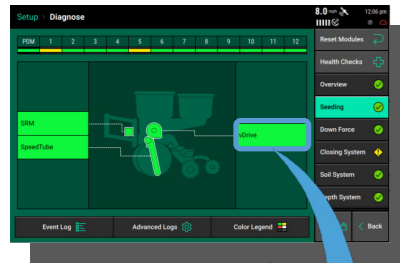 Setup > Diagnose
8.0 mph
12:06 pm
PDM 1 2 3 4 5 6 7 8 9 10 11 12
Reset Modules
Health Checks
Overview
Seeding
Down Force
Closing System
Soil System
Depth System
SRM
SpeedTube
vDrive
Event Log
Advanced Logs
Color Legend
< Back